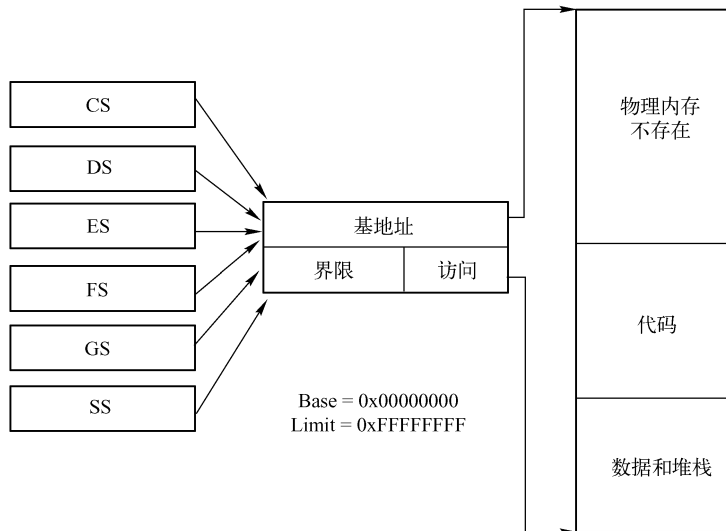 CS
DS
ES
FS
GS
SS
基地址
界限
访问
Base = 0x00000000
Limit = 0xFFFFFFFF
物理内存
不存在
代码
数据和堆栈